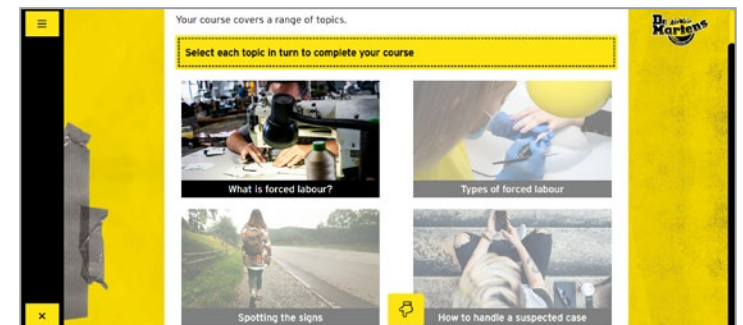 Your course covers a range of topics.
Dr. AirWair
Martens
Select each topic in turn to complete your course
What is forced labour?
Types of forced labour
Spotting the signs
How to handle a suspected case